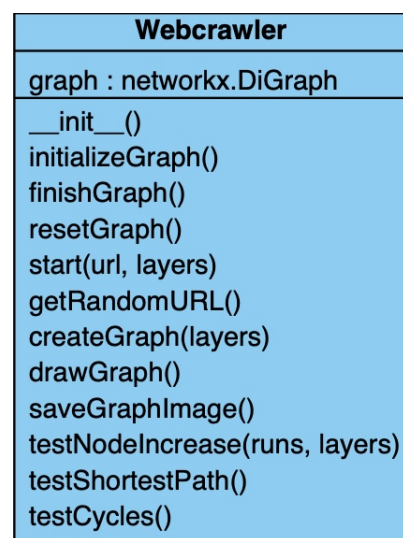 Webcrawler
graph : networkx.DiGraph
__init__()
initializeGraph()
finishGraph()
resetGraph()
start(url, layers)
getRandomURL()
createGraph(layers)
drawGraph()
saveGraphImage()
testNodeIncrease(runs, layers)
testShortestPath()
testCycles()